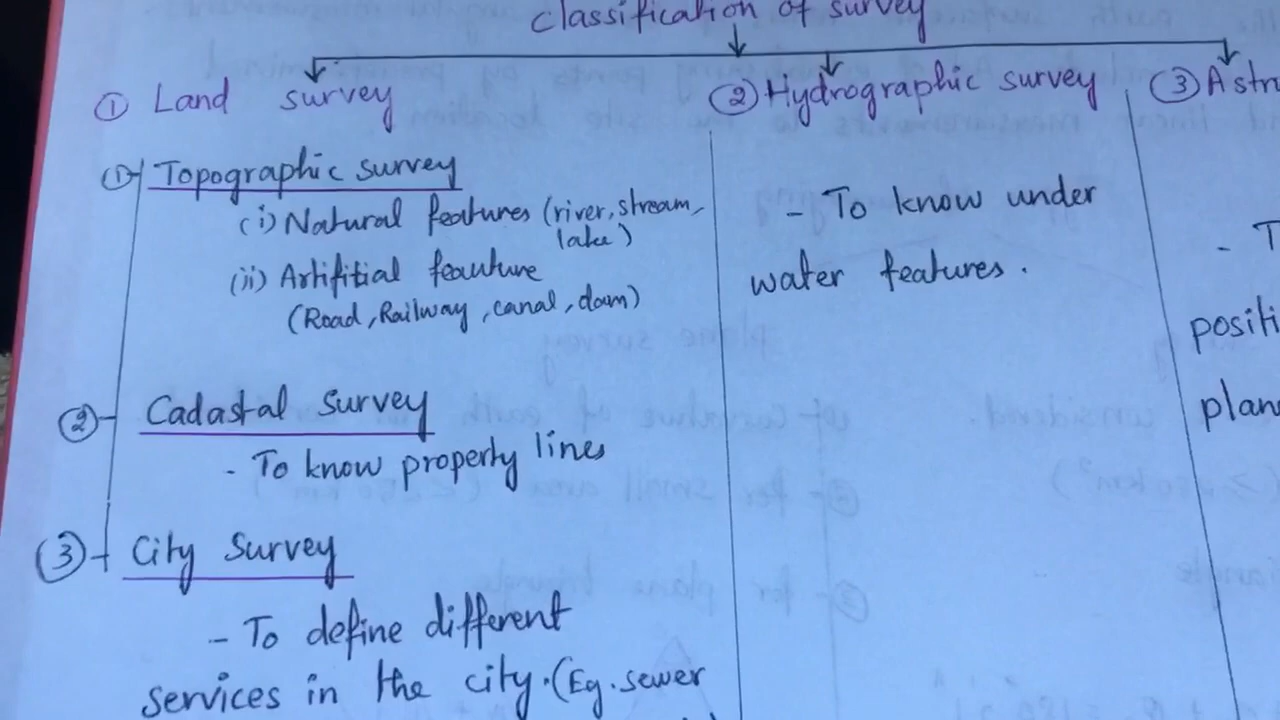 classification of survey
① Land survey
② Hydrographic survey
③ Astr
① Topographic survey
(i) Natural features (river, stream,
lake)
(ii) Artifitial feauture
(Road, Railway, canal, dam)
② Cadastal survey
- To know property lines
③ City survey
- To define different
services in the city. (Eg. sewer
- To know under
water features.
- T
positi
plan